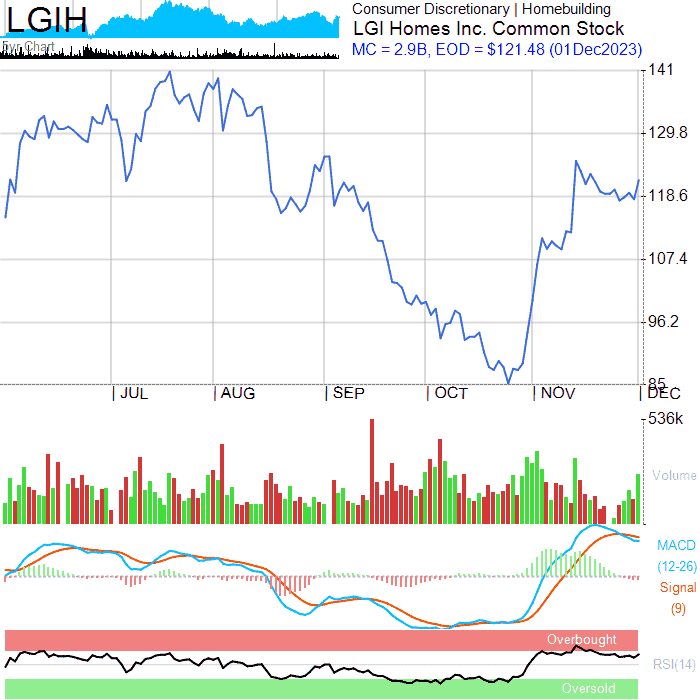 LGIH
5yr Chart
Consumer Discretionary | Homebuilding
LGI Homes Inc. Common Stock
MC = 2.9B, EOD = $121.48 (01Dec2023)
141
129.8
118.6
107.4
96.2
85
JUL
AUG
SEP
OCT
NOV
DEC
536k
Volume
MACD
(12-26)
Signal
(9)
Overbought
RSI(14)
Oversold